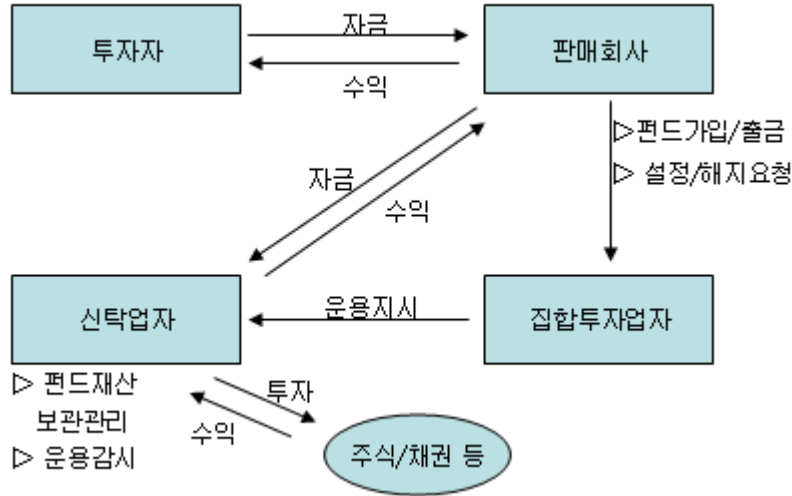 투자자
자금
수익
판매회사
▷펀드가입/출금
▷ 설정/해지요청
자금
수익
신탁업자
운용지시
집합투자업자
▷ 펀드재산
보관관리
▷ 운용감시
투자
수익
주식/채권 등